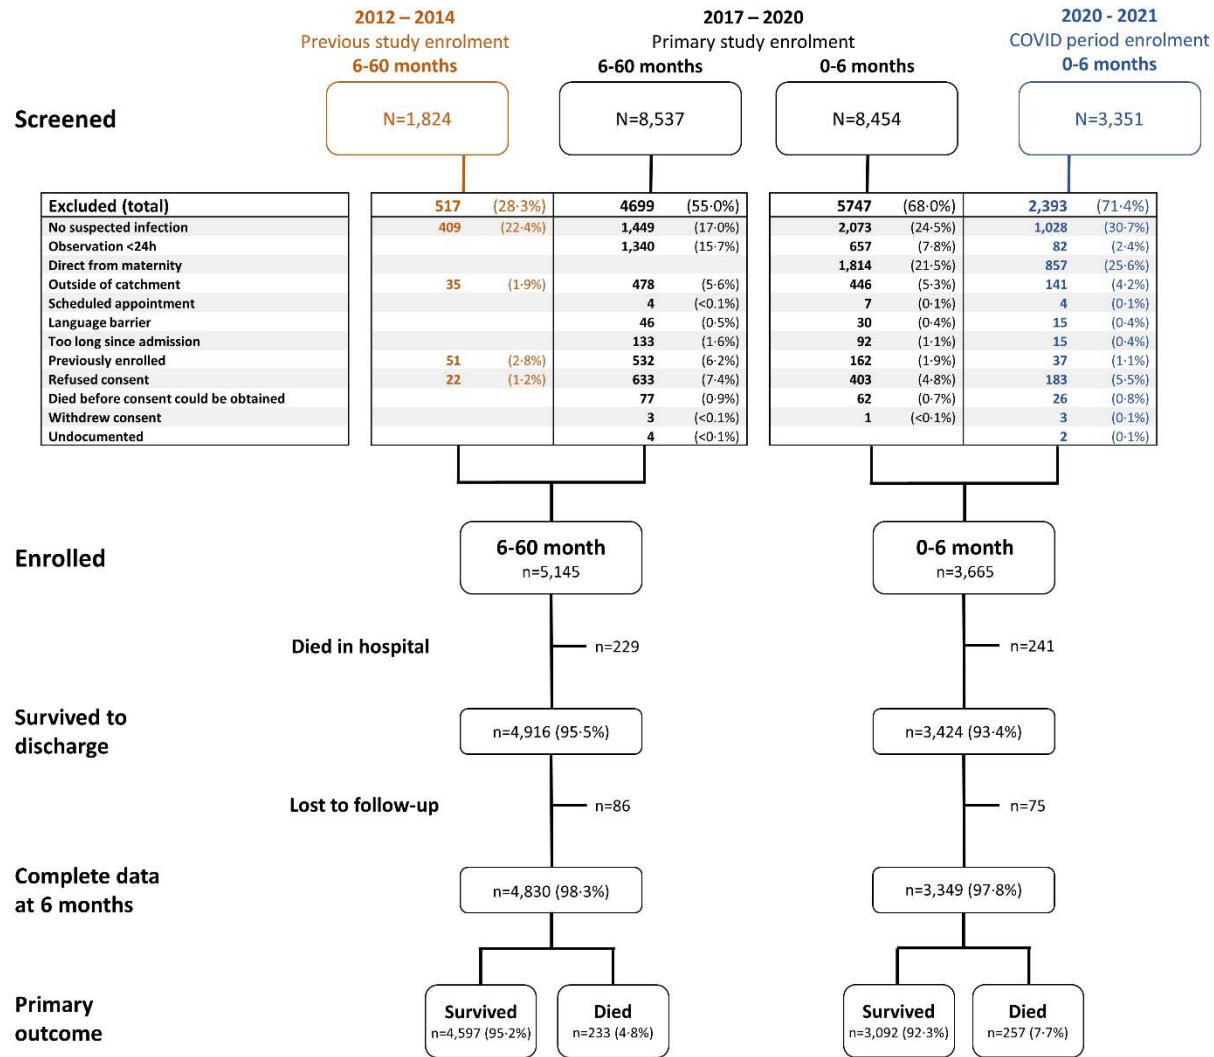 2012 – 2014
Previous study enrolment
6-60 months
2017 – 2020
Primary study enrolment
6-60 months 0-6 months
2020 - 2021
COVID period enrolment
0-6 months
Screened
N=1,824 N=8,537 N=8,454 N=3,351
Excluded (total) 517 (28·3%) 4699 (55.0%) 5747 (68.0%) 2,393 (71.4%)
No suspected infection 409 (22·4%) 1,449 (17·0%) 2,073 (24·5%) 1,028 (30·7%)
Observation <24h 1,340 (15·7%) 657 (7·8%) 82 (2·4%)
Direct from maternity 1,814 (21·5%) 857 (25·6%)
Outside of catchment 35 (1·9%) 478 (5·6%) 446 (5·3%) 141 (4·2%)
Scheduled appointment 4 (<0.1%) 7 (0·1%) 4 (0·1%)
Language barrier 46 (0·5%) 30 (0·4%) 15 (0·4%)
Too long since admission 133 (1·6%) 92 (1·1%) 15 (0·4%)
Previously enrolled 51 (2·8%) 532 (6·2%) 162 (1·9%) 37 (1·1%)
Refused consent 22 (1·2%) 633 (7·4%) 403 (4·8%) 183 (5·5%)
Died before consent could be obtained 77 (0·9%) 62 (0·7%) 26 (0·8%)
Withdrew consent 3 (<0·1%) 1 (<0·1%) 3 (0·1%)
Undocumented 4 (<0·1%) 2 (0·1%)
Enrolled
6-60 month
n=5,145
0-6 month
n=3,665
Died in hospital n=229 n=241
Survived to
discharge
n=4,916 (95·5%) n=3,424 (93·4%)
Lost to follow-up n=86 n=75
Complete data
at 6 months
n=4,830 (98·3%) n=3,349 (97·8%)
Primary
outcome
Survived
n=4,597 (95·2%)
Died
n=233 (4·8%)
Survived
n=3,092 (92·3%)
Died
n=257 (7·7%)